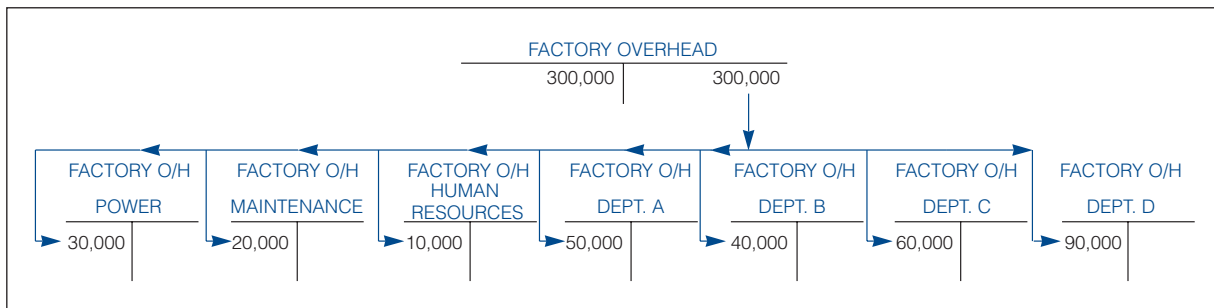 FACTORY OVERHEAD
300,000 300,000
FACTORY O/H FACTORY O/H FACTORY O/H FACTORY O/H FACTORY O/H FACTORY O/H FACTORY O/H
POWER MAINTENANCE HUMAN RESOURCES DEPT. A DEPT. B DEPT. C DEPT. D
30,000 20,000 10,000 50,000 40,000 60,000 90,000